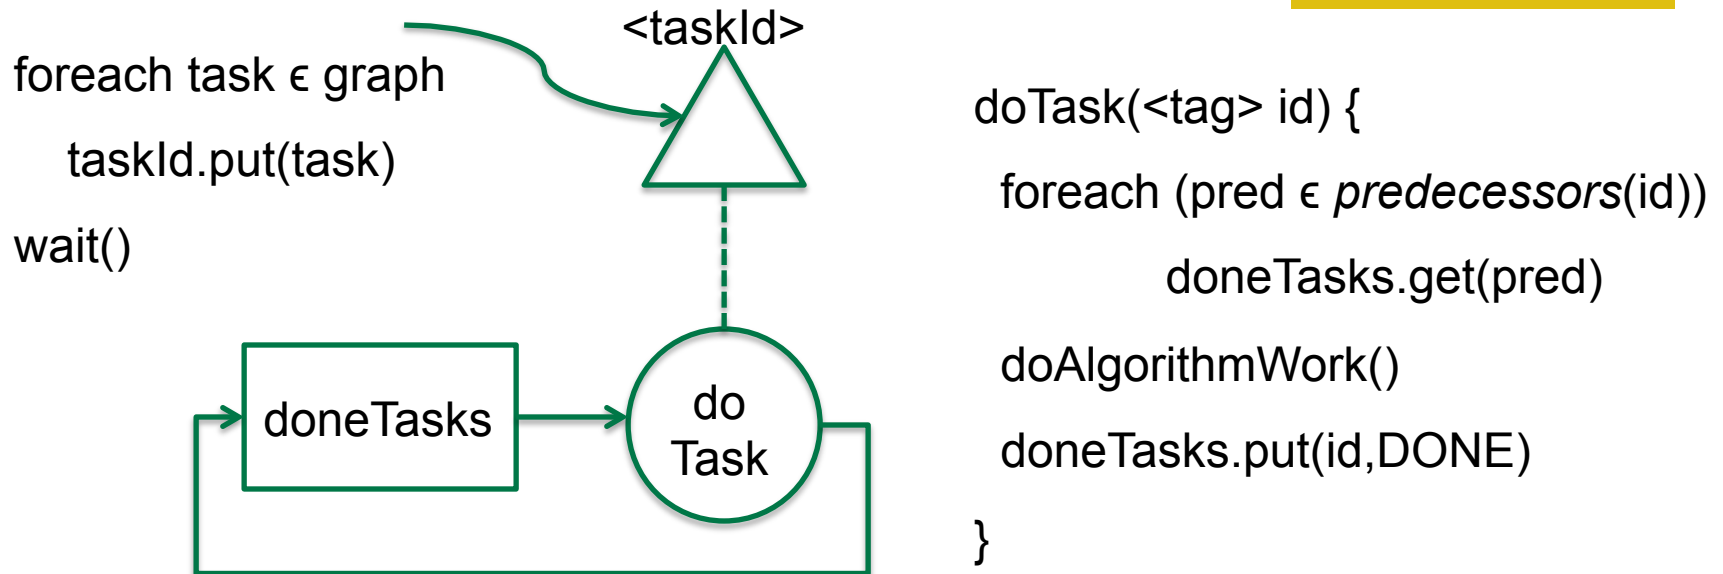 foreach task ϵ graph
taskId.put(task)
wait()
<taskId>
doneTasks
do
Task
doTask(<tag> id) {
foreach (pred ϵ predecessors(id))
doneTasks.get(pred)
doAlgorithmWork()
doneTasks.put(id,DONE)
}